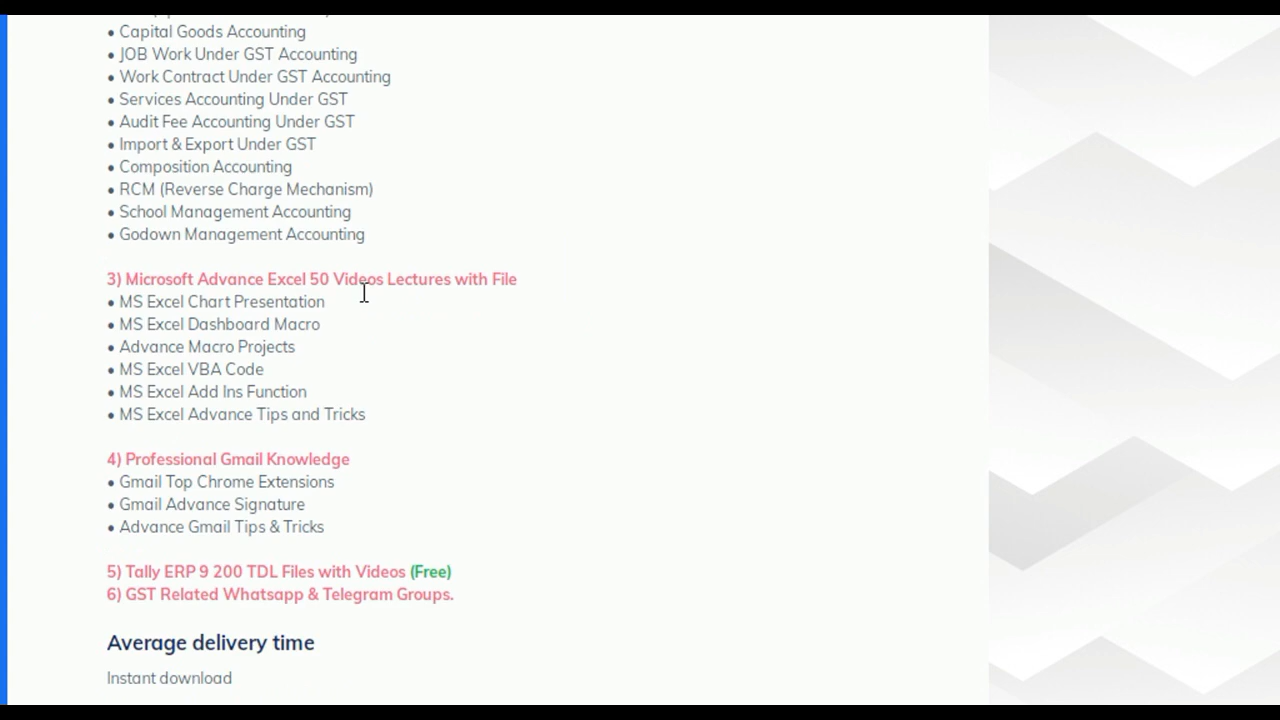 • Capital Goods Accounting
• JOB Work Under GST Accounting
• Work Contract Under GST Accounting
• Services Accounting Under GST
• Audit Fee Accounting Under GST
• Import & Export Under GST
• Composition Accounting
• RCM (Reverse Charge Mechanism)
• School Management Accounting
• Godown Management Accounting
3) Microsoft Advance Excel 50 Videos Lectures with File
• MS Excel Chart Presentation
• MS Excel Dashboard Macro
• Advance Macro Projects
• MS Excel VBA Code
• MS Excel Add Ins Function
• MS Excel Advance Tips and Tricks
4) Professional Gmail Knowledge
• Gmail Top Chrome Extensions
• Gmail Advance Signature
• Advance Gmail Tips & Tricks
5) Tally ERP 9 200 TDL Files with Videos (Free)
6) GST Related Whatsapp & Telegram Groups.
Average delivery time
Instant download